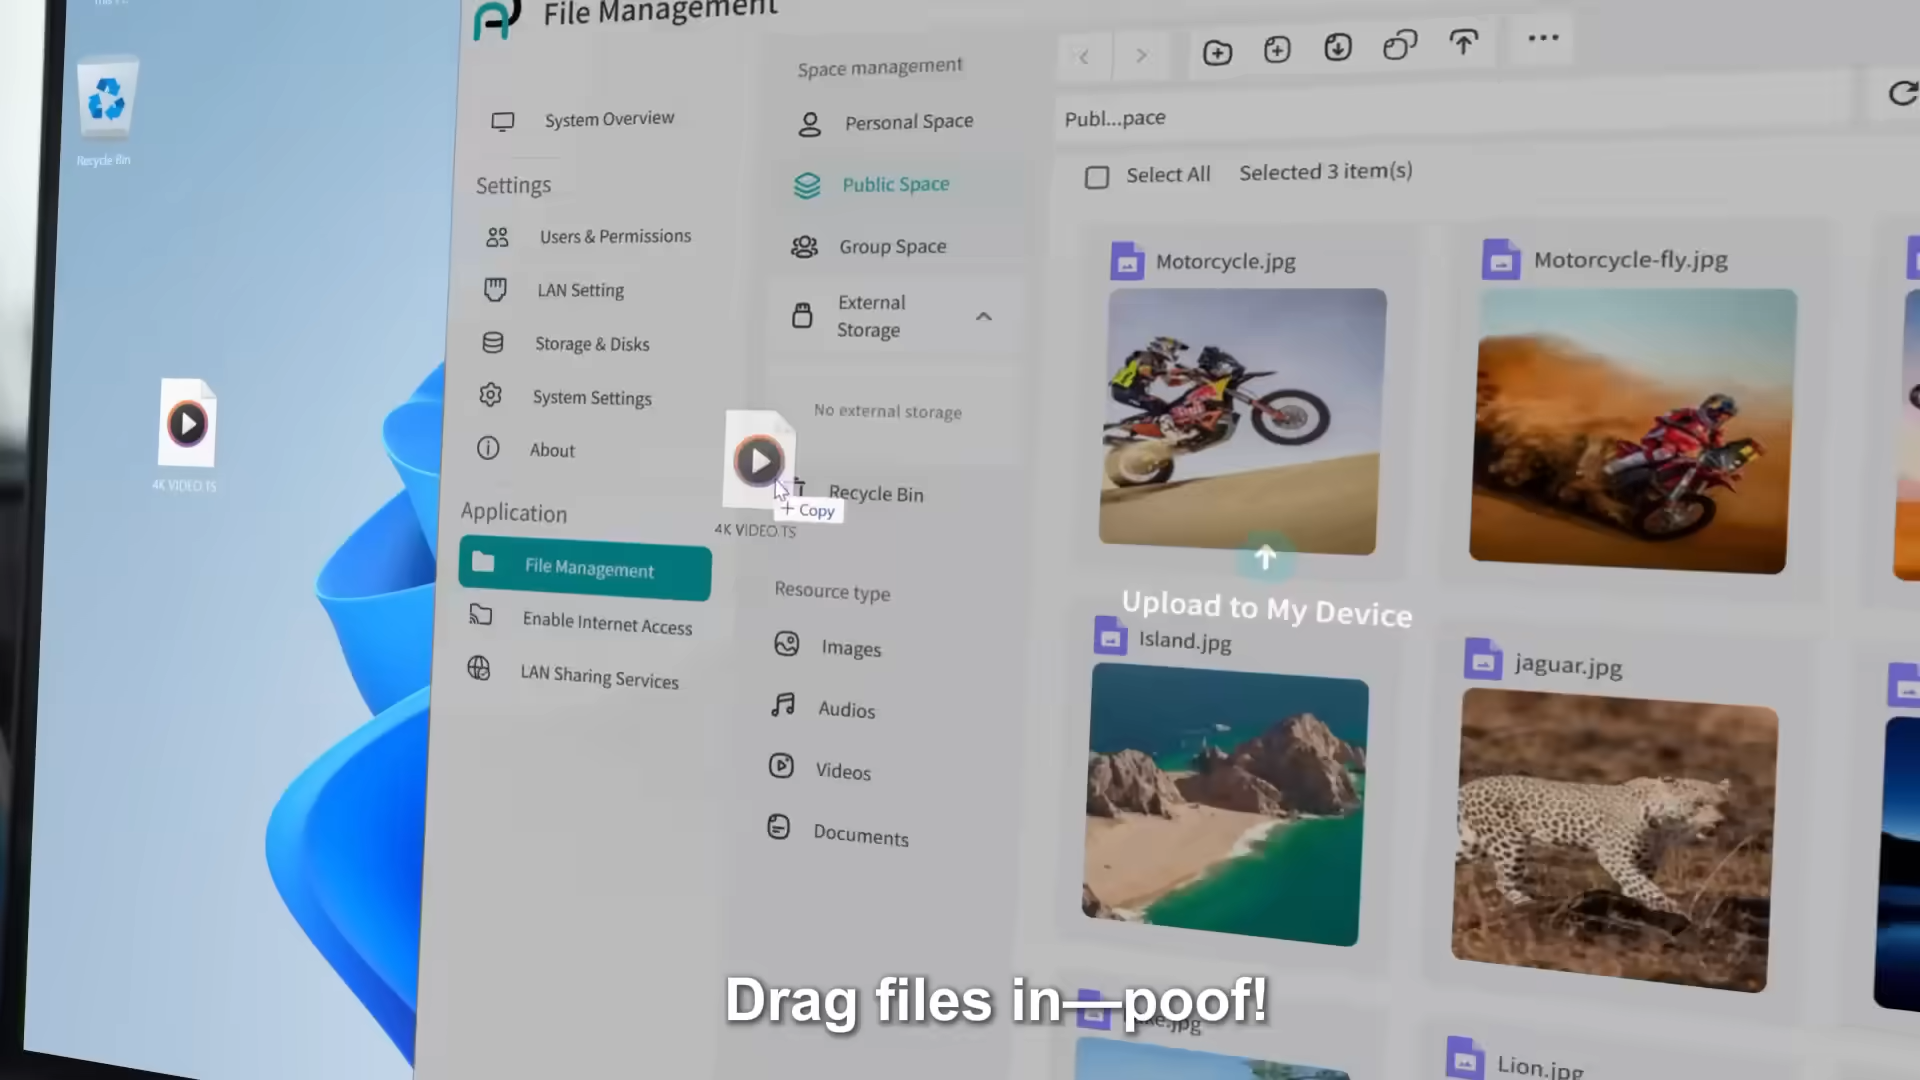 This PC
Recycle Bin
4K VIDEO.TS
File Management
System Overview
Settings
Users & Permissions
LAN Setting
Storage & Disks
System Settings
About
Application
File Management
Enable Internet Access
LAN Sharing Services
Space management
Personal Space
Public Space
Group Space
External
Storage
No external storage
Recycle Bin
+ Copy
4K VIDEO.TS
Resource type
Images
Audios
Videos
Documents
Publ...pace
Select All
Selected 3 item(s)
Motorcycle.jpg
Motorcycle-fly.jpg
Upload to My Device
Island.jpg
jaguar.jpg
Lion.jpg
Drag files in—poof!